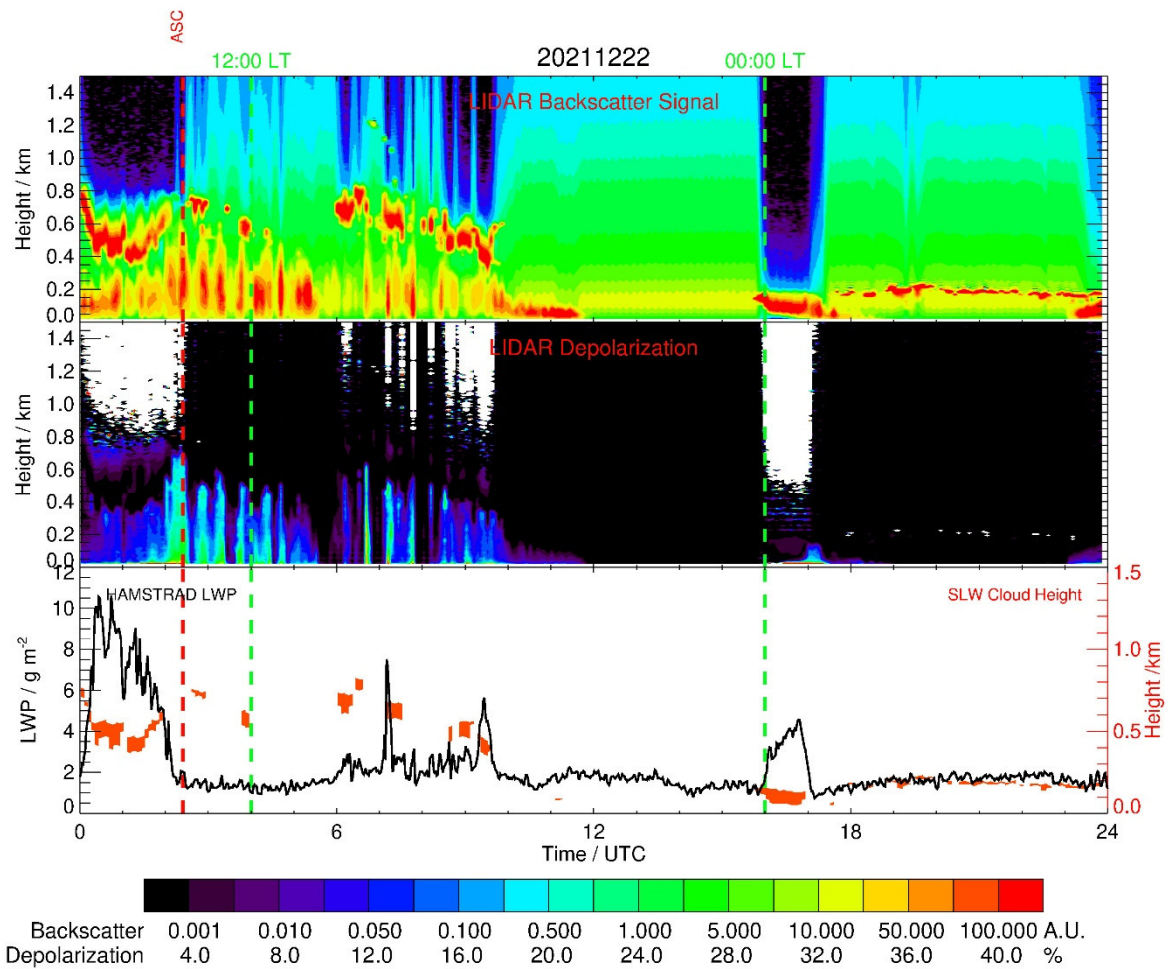 ASC
12:00 LT 20211222 00:00 LT
LIDAR Backscatter Signal
Height / km
1.4
1.2
1.0
0.8
0.6
0.4
0.2
0.0
LIDAR Depolarization
Height / km
1.4
1.2
1.0
0.8
0.6
0.4
0.2
0.0
HAMSTRAD LWP
SLW Cloud Height
LWP / g m-2
12
10
8
6
4
2
0
1.5
1.0
0.5
0.0
Height /km
0 6 12 18 24
Time / UTC
Backscatter 0.001 0.010 0.050 0.100 0.500 1.000 5.000 10.000 50.000 100.000 A.U.
Depolarization 4.0 8.0 12.0 16.0 20.0 24.0 28.0 32.0 36.0 40.0 %